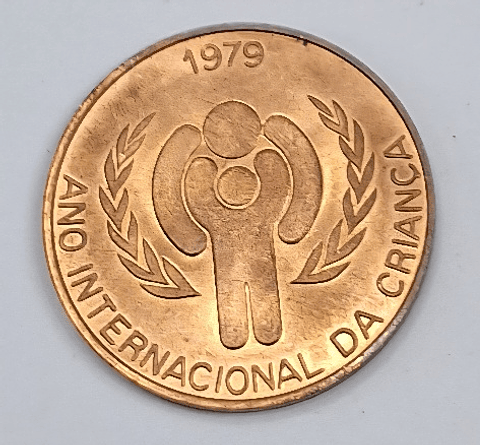 1979
ANO INTERNACIONAL DA CRIANÇA